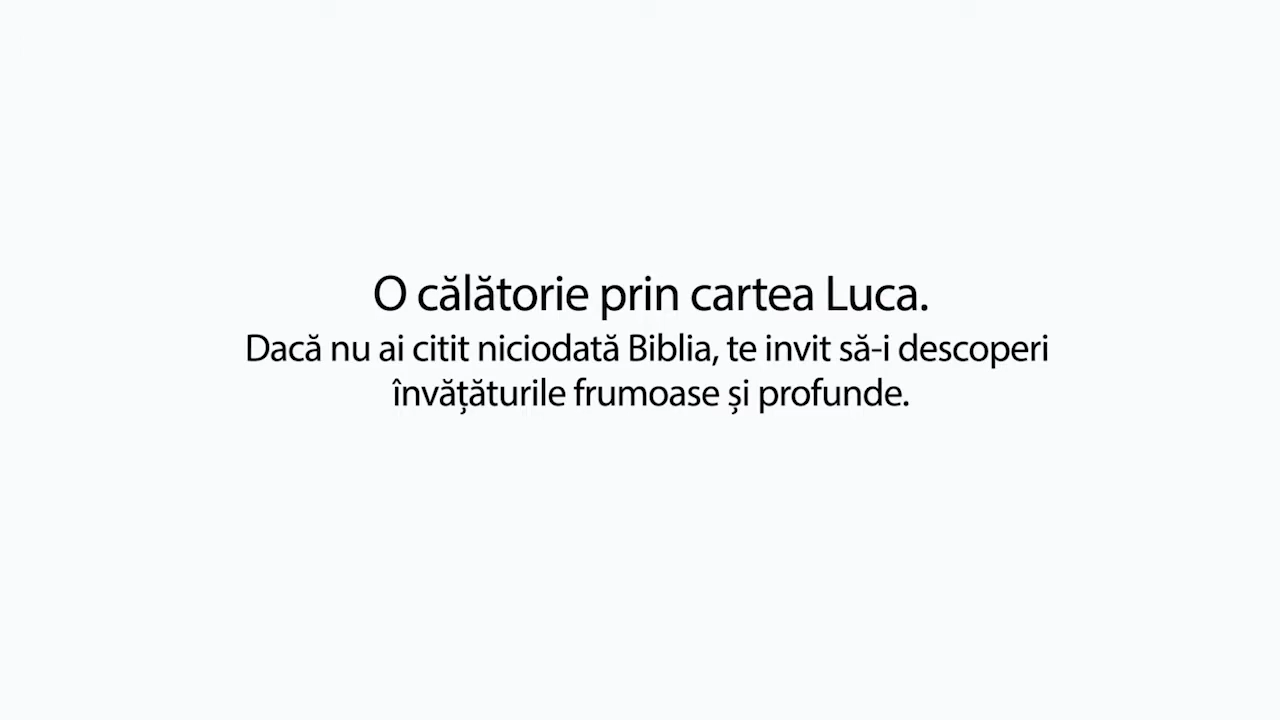 O călătorie prin cartea Luca.
Dacă nu ai citit niciodată Biblia, te invit să-i descoperi
învățăturile frumoase și profunde.